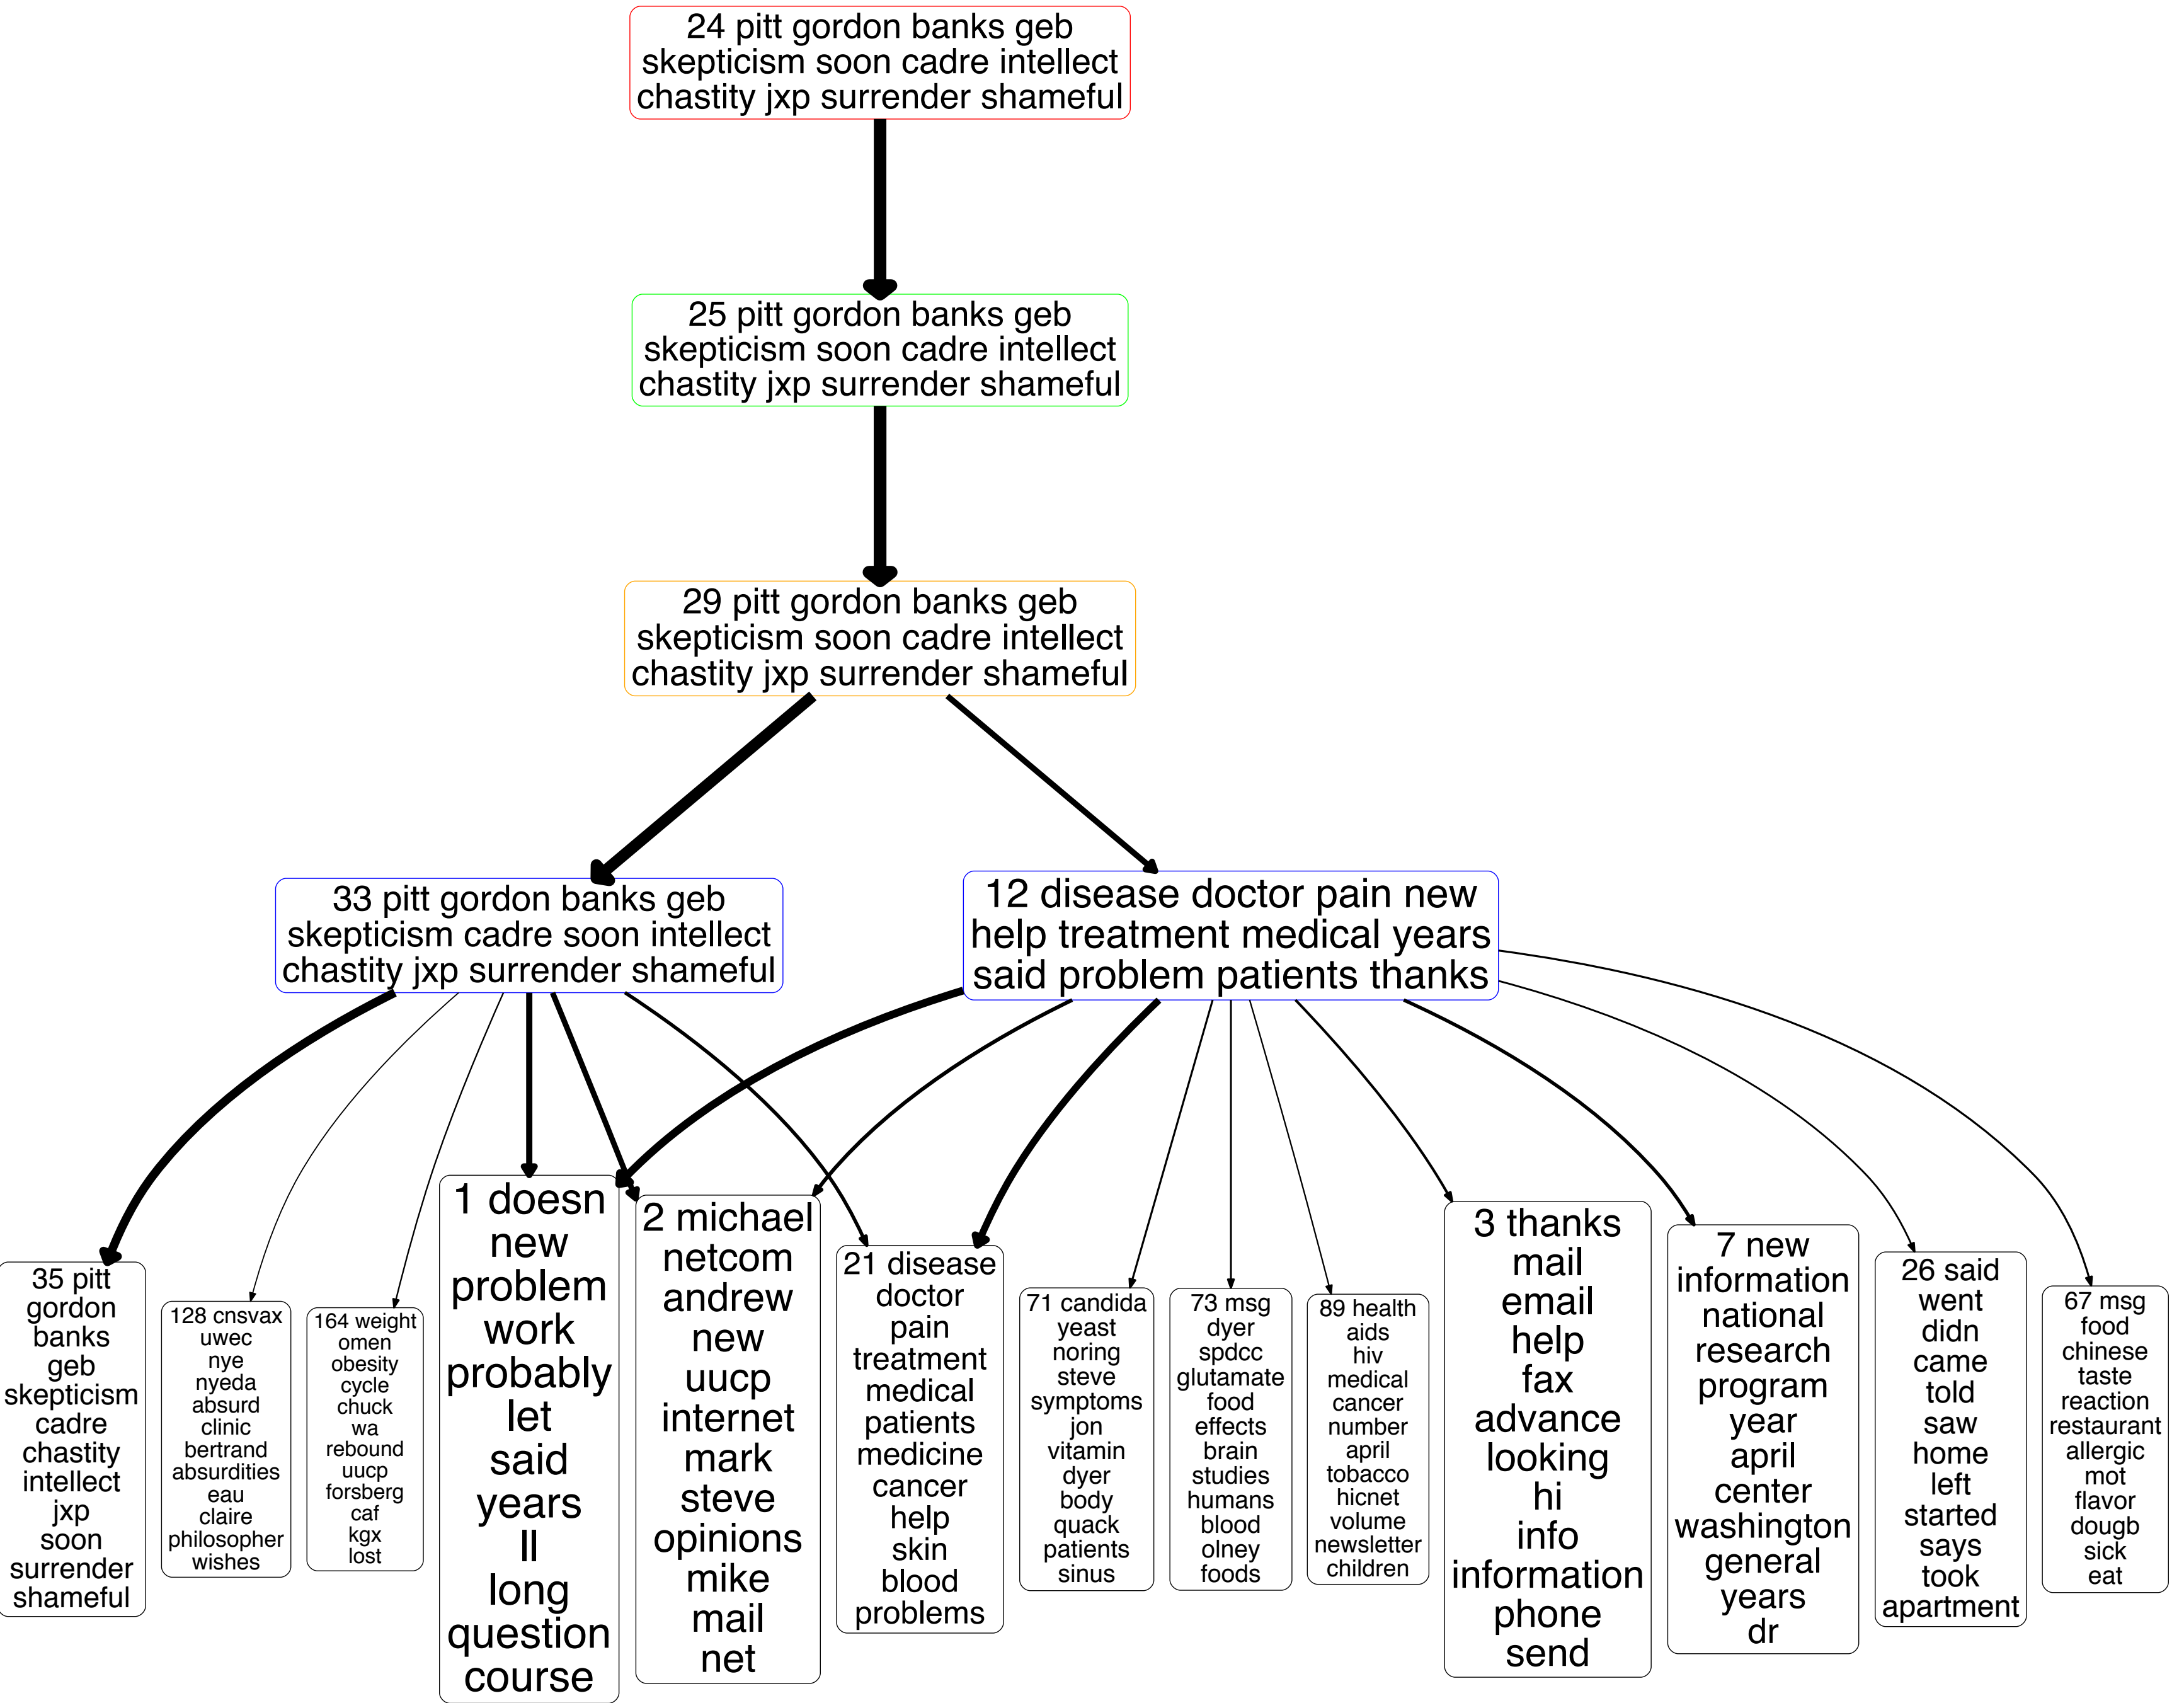 24 pitt gordon banks geb
skepticism soon cadre intellect
chastity jxp surrender shameful
25 pitt gordon banks geb
skepticism soon cadre intellect
chastity jxp surrender shameful
29 pitt gordon banks geb
skepticism soon cadre intellect
chastity jxp surrender shameful
33 pitt gordon banks geb
skepticism cadre soon intellect
chastity jxp surrender shameful
12 disease doctor pain new
help treatment medical years
said problem patients thanks
35 pitt
gordon
banks
geb
skepticism
cadre
chastity
intellect
jxp
soon
surrender
shameful
128 cnsvax
uwec
nye
nyeda
absurd
clinic
bertrand
absurdities
eau
claire
philosopher
wishes
164 weight
omen
obesity
cycle
chuck
wa
rebound
uucp
forsberg
caf
kgx
lost
1 doesn
new
problem
work
probably
let
said
years
ll
long
question
course
2 michael
netcom
andrew
new
uucp
internet
mark
steve
opinions
mike
mail
net
21 disease
doctor
pain
treatment
medical
patients
medicine
cancer
help
skin
blood
problems
71 candida
yeast
noring
steve
symptoms
jon
vitamin
dyer
body
quack
patients
sinus
73 msg
dyer
spdcc
glutamate
food
effects
brain
studies
humans
blood
olney
foods
89 health
aids
hiv
medical
cancer
number
april
tobacco
hicnet
volume
newsletter
children
3 thanks
mail
email
help
fax
advance
looking
hi
info
information
phone
send
7 new
information
national
research
program
year
april
center
washington
general
years
dr
26 said
went
didn
came
told
saw
home
left
started
says
took
apartment
67 msg
food
chinese
taste
reaction
restaurant
allergic
mot
flavor
dougb
sick
eat